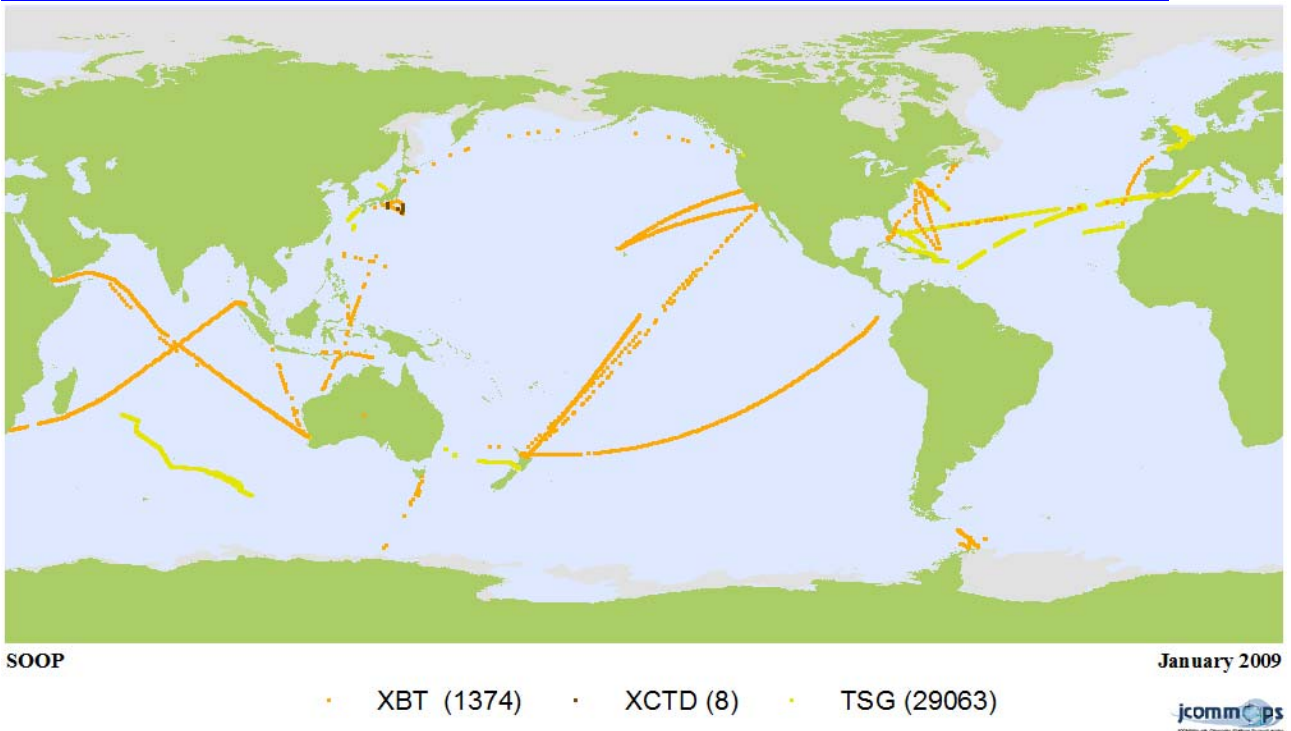 SOOP
January 2009
XBT (1374)
XCTD (8)
TSG (29063)
jcommops